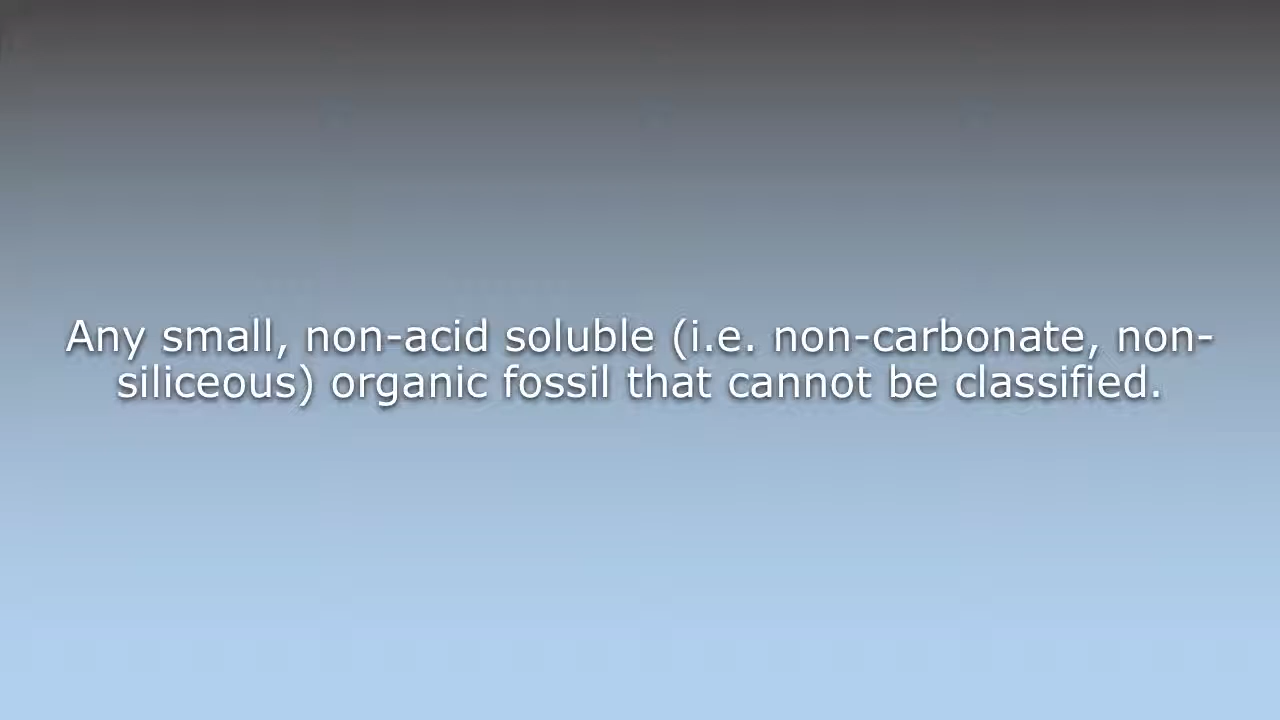 Any small, non-acid soluble (i.e. non-carbonate, non-
siliceous) organic fossil that cannot be classified.